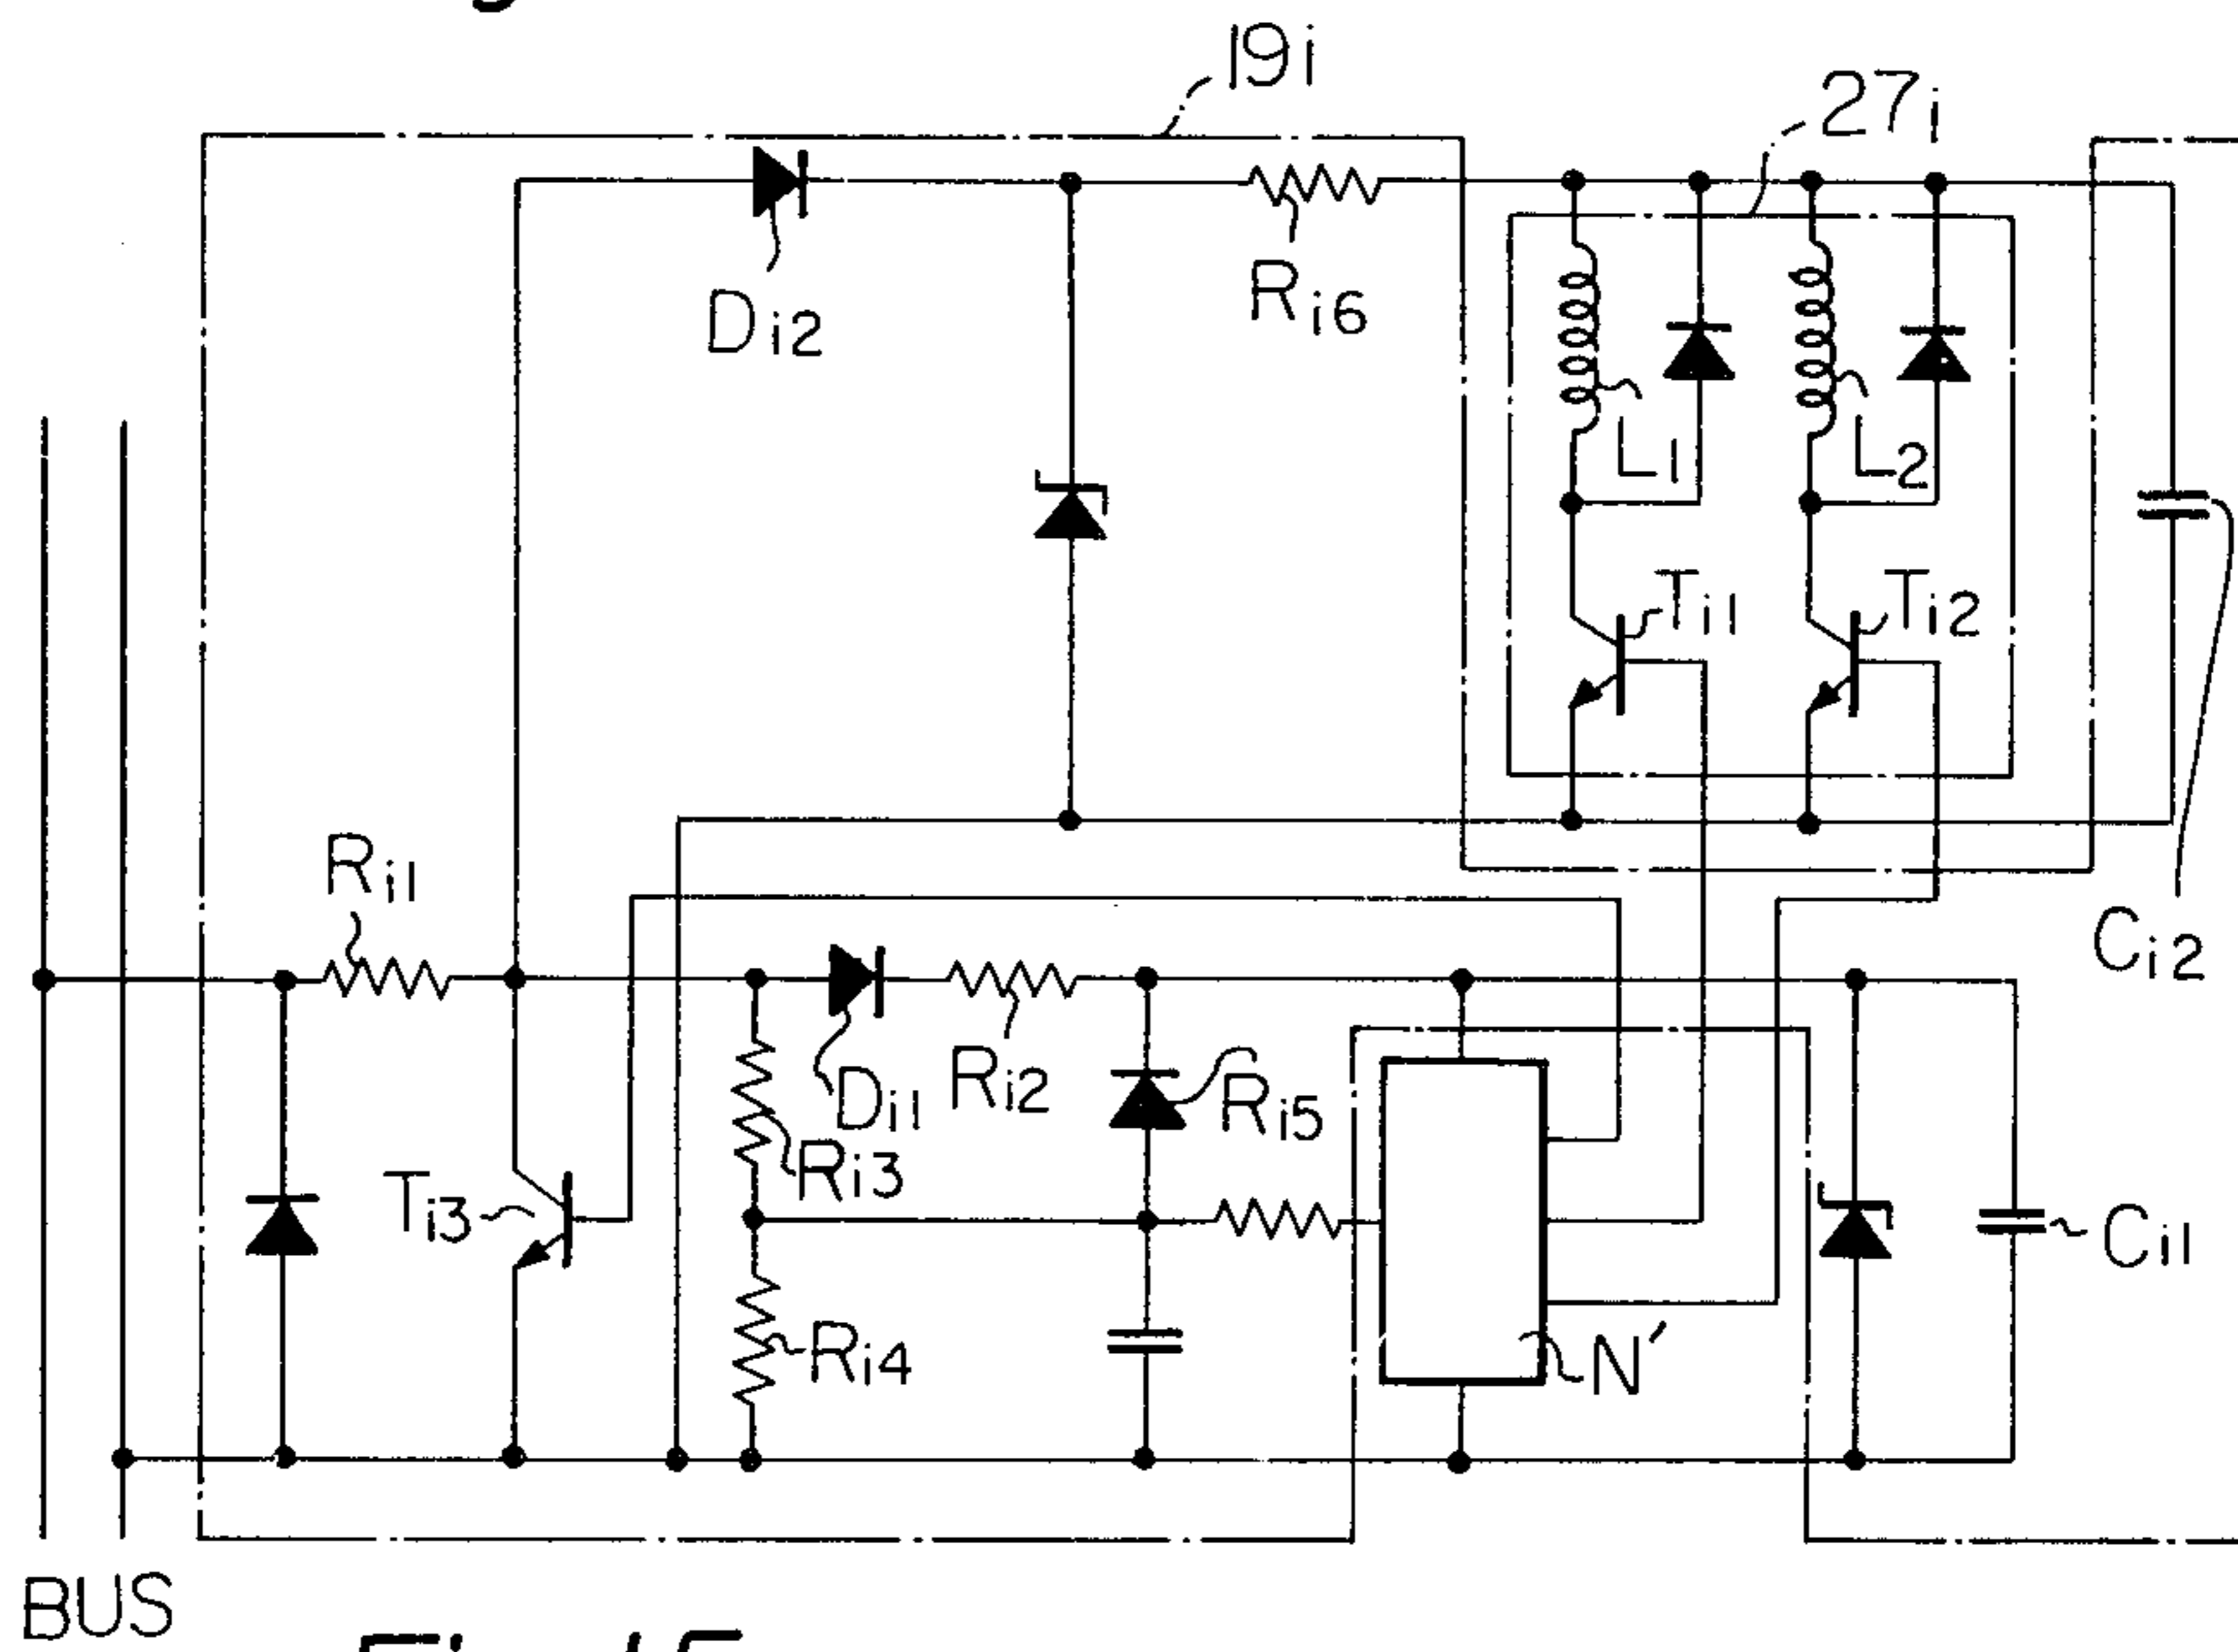 19i
27i
Di2
Ri6
L1
L2
Ti1
Ti2
Ri1
Ci2
Di1
Ri2
Ri5
Ri3
Ti3
Ci1
Ri4
N′
BUS